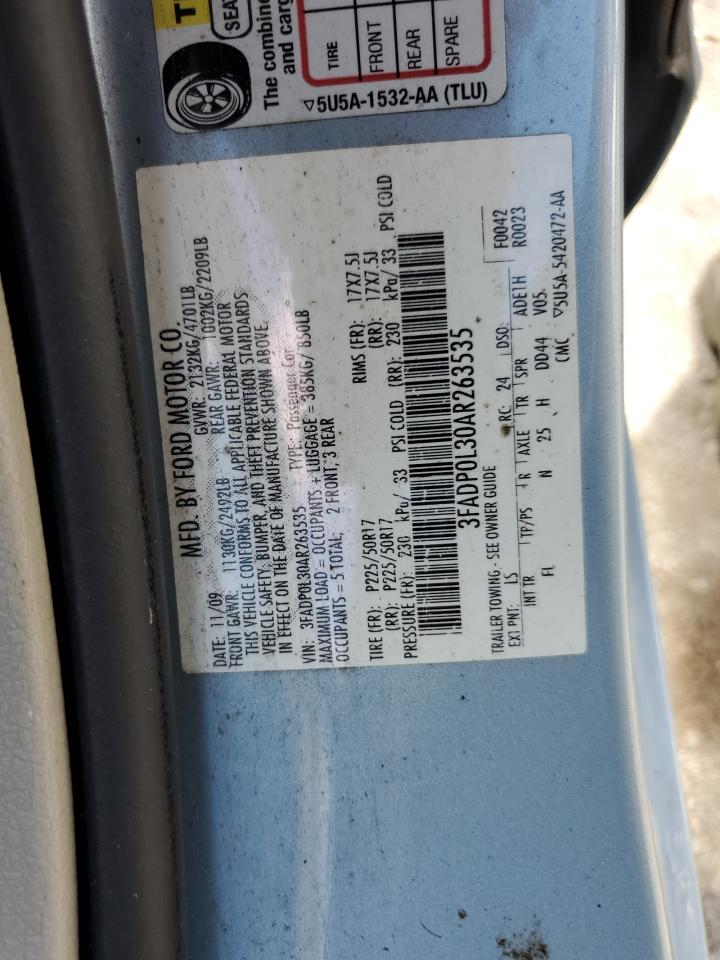 SEAT
The combine
and carg
TIRE
FRONT
REAR
SPARE
5U5A-1532-AA (TLU)
MFD. BY FORD MOTOR CO.
DATE: 11/09 GVWR: 2132KG/4701LB
FRONT GAWR: 1130KG/2492LB REAR GAWR: 1002KG/2209LB
THIS VEHICLE CONFORMS TO ALL APPLICABLE FEDERAL MOTOR
VEHICLE SAFETY, BUMPER, AND THEFT PREVENTION STANDARDS
IN EFFECT ON THE DATE OF MANUFACTURE SHOWN ABOVE.
VIN: 3FADP0L30AR263535 TYPE: Passenger Car
MAXIMUM LOAD = OCCUPANTS + LUGGAGE = 385KG/ 850LB
OCCUPANTS = 5 TOTAL; 2 FRONT, 3 REAR
TIRE (FR): P225/50R17 RIMS (FR): 17X7.5J
(RR): P225/50R17 (RR): 17X7.5J
PRESSURE (FR): 230 kPa/ 33 PSI COLD (RR): 230 kPa/ 33 PSI COLD
3FADP0L30AR263535
TRAILER TOWING - SEE OWNER GUIDE
EXT PNT: LS RC: 24 DSO: F0042
ADE1H R0023
INT TR TP/PS R AXLE TR SPR V05.
FL N 25 H DD44
CMC 5U5A-5420472-AA